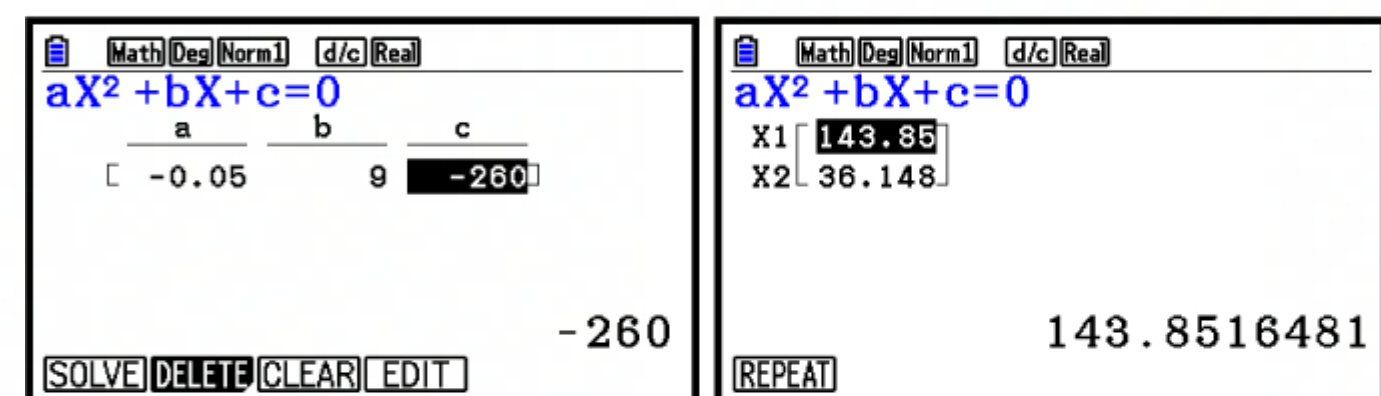 Math Deg Norm1 d/c Real
aX² +bX+c=0
a b c
-0.05 9 -260
-260
SOLVE DELETE CLEAR EDIT
Math Deg Norm1 d/c Real
aX² +bX+c=0
X1 143.85
X2 36.148
143.8516481
REPEAT